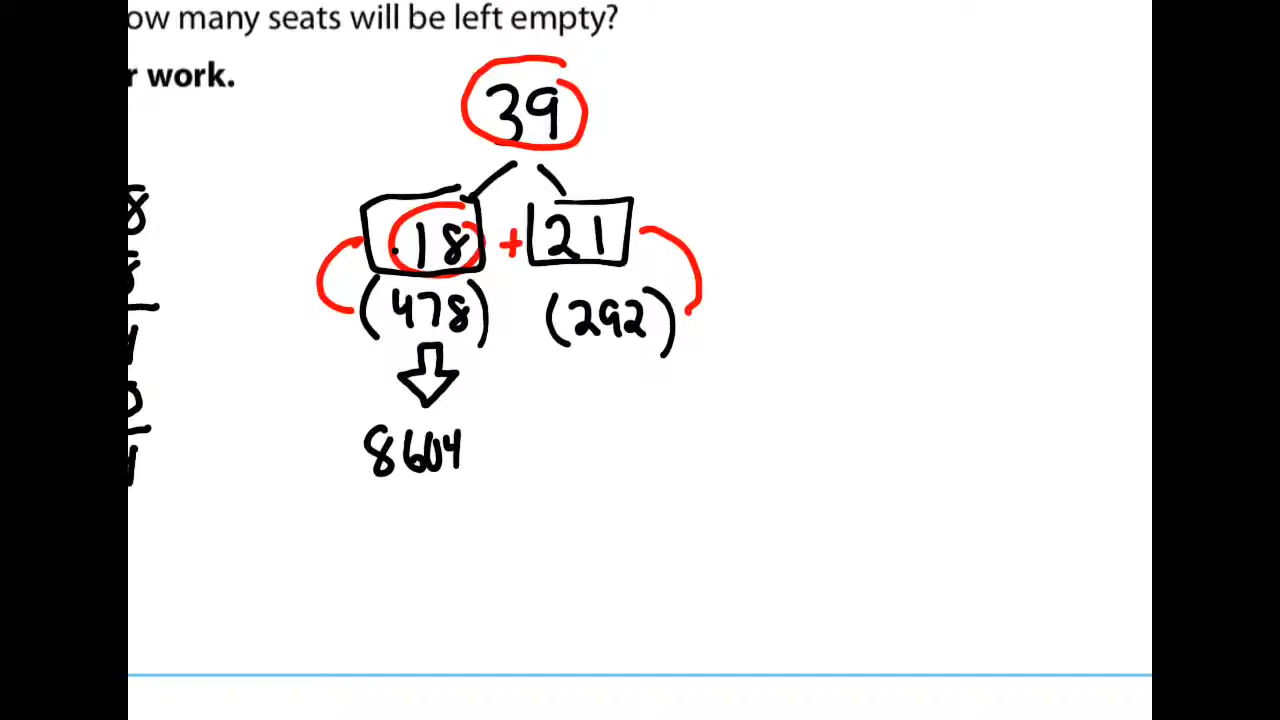 ow many seats will be left empty?
r work.
39
.18 + 21
(478) (292)
8604